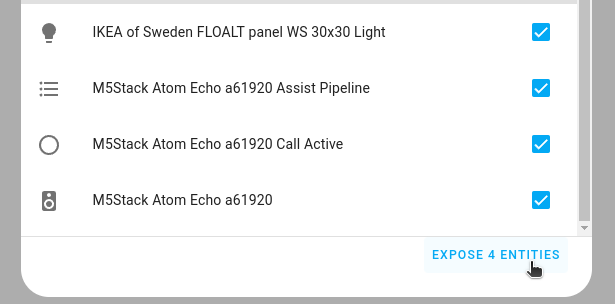 IKEA of Sweden FLOALT panel WS 30x30 Light
M5Stack Atom Echo a61920 Assist Pipeline
M5Stack Atom Echo a61920 Call Active
M5Stack Atom Echo a61920
EXPOSE 4 ENTITIES